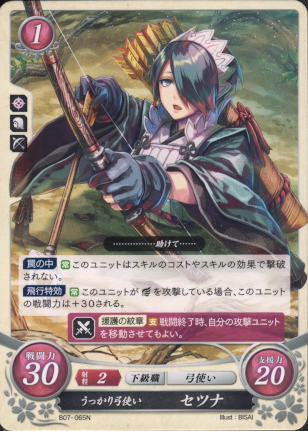 1
……………助けて……
罠の中 常 このユニットはスキルのコストやスキルの効果で撃破
されない。
飛行特効 常 このユニットが を攻撃している場合、このユニット
の戦闘力は+30される。
援護の紋章 支 戦闘終了時、自分の攻撃ユニット
を移動させてもよい。
戦闘力
30
射程 2 下級職 弓使い
うっかり弓使い セツナ
支援力
20
B07-065N
Illust:BISAI